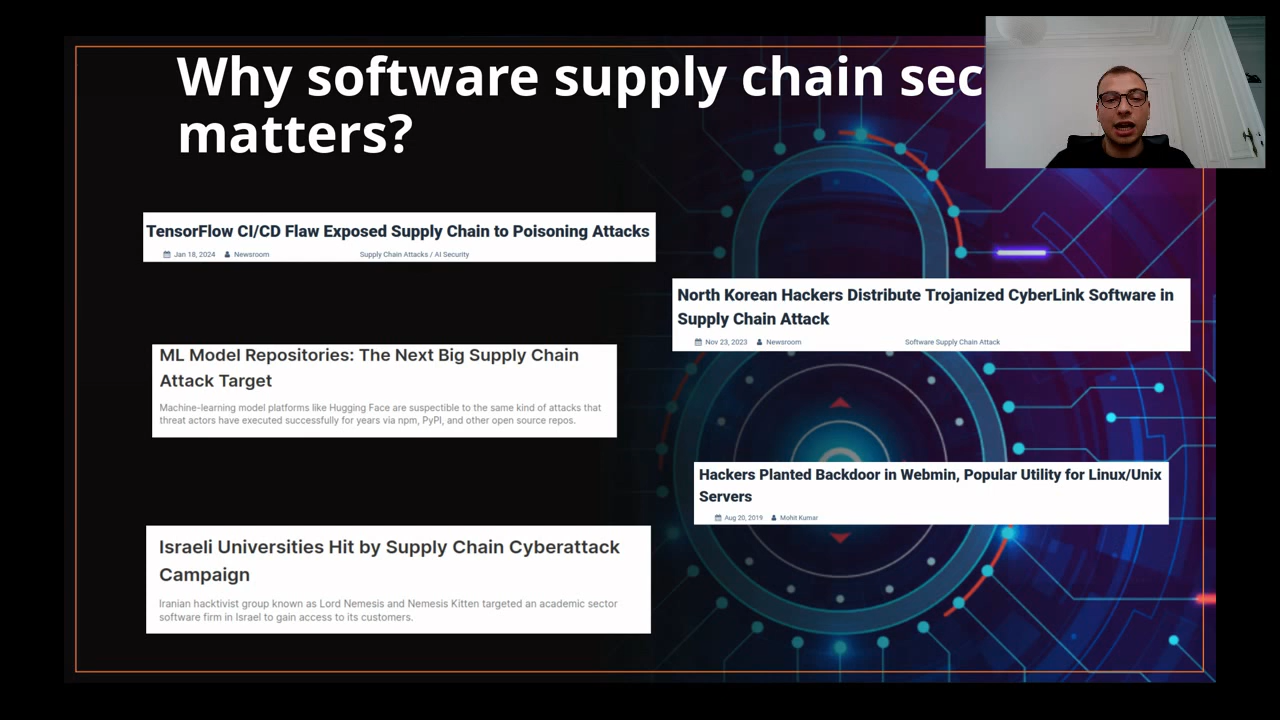 Why software supply chain sec
matters?
TensorFlow CI/CD Flaw Exposed Supply Chain to Poisoning Attacks
Jan 18, 2024 Newsroom Supply Chain Attacks / AI Security
North Korean Hackers Distribute Trojanized CyberLink Software in
Supply Chain Attack
Nov 23, 2023 Newsroom Software Supply Chain Attack
ML Model Repositories: The Next Big Supply Chain
Attack Target
Machine-learning model platforms like Hugging Face are suspectible to the same kind of attacks that
threat actors have executed successfully for years via npm, PyPI, and other open source repos.
Hackers Planted Backdoor in Webmin, Popular Utility for Linux/Unix
Servers
Aug 20, 2019 Mohit Kumar
Israeli Universities Hit by Supply Chain Cyberattack
Campaign
Iranian hacktivist group known as Lord Nemesis and Nemesis Kitten targeted an academic sector
software firm in Israel to gain access to its customers.